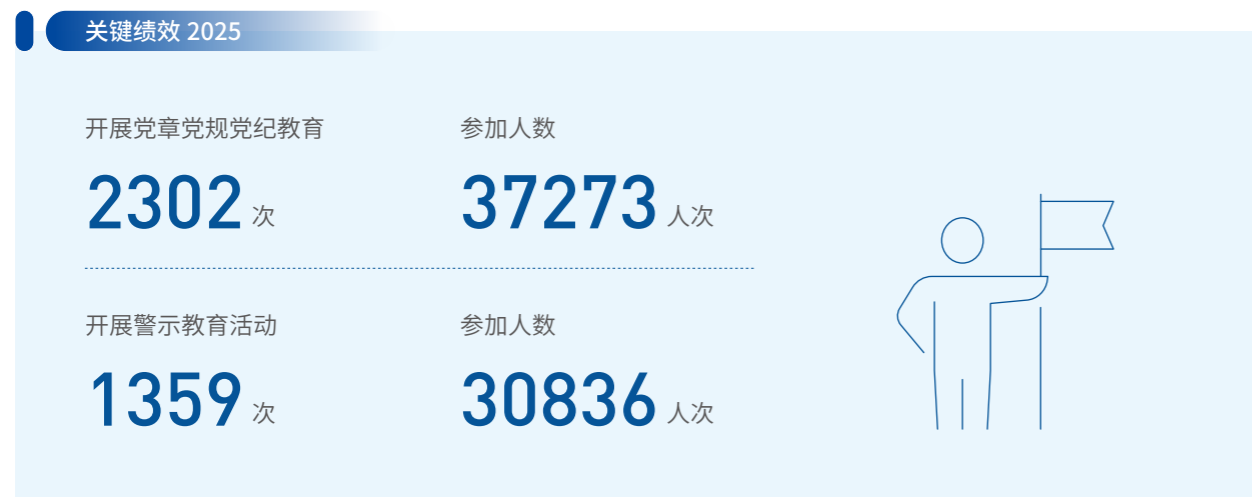 关键绩效 2025
开展党章党规党纪教育
2302 次
参加人数
37273 人次
开展警示教育活动
1359 次
参加人数
30836 人次